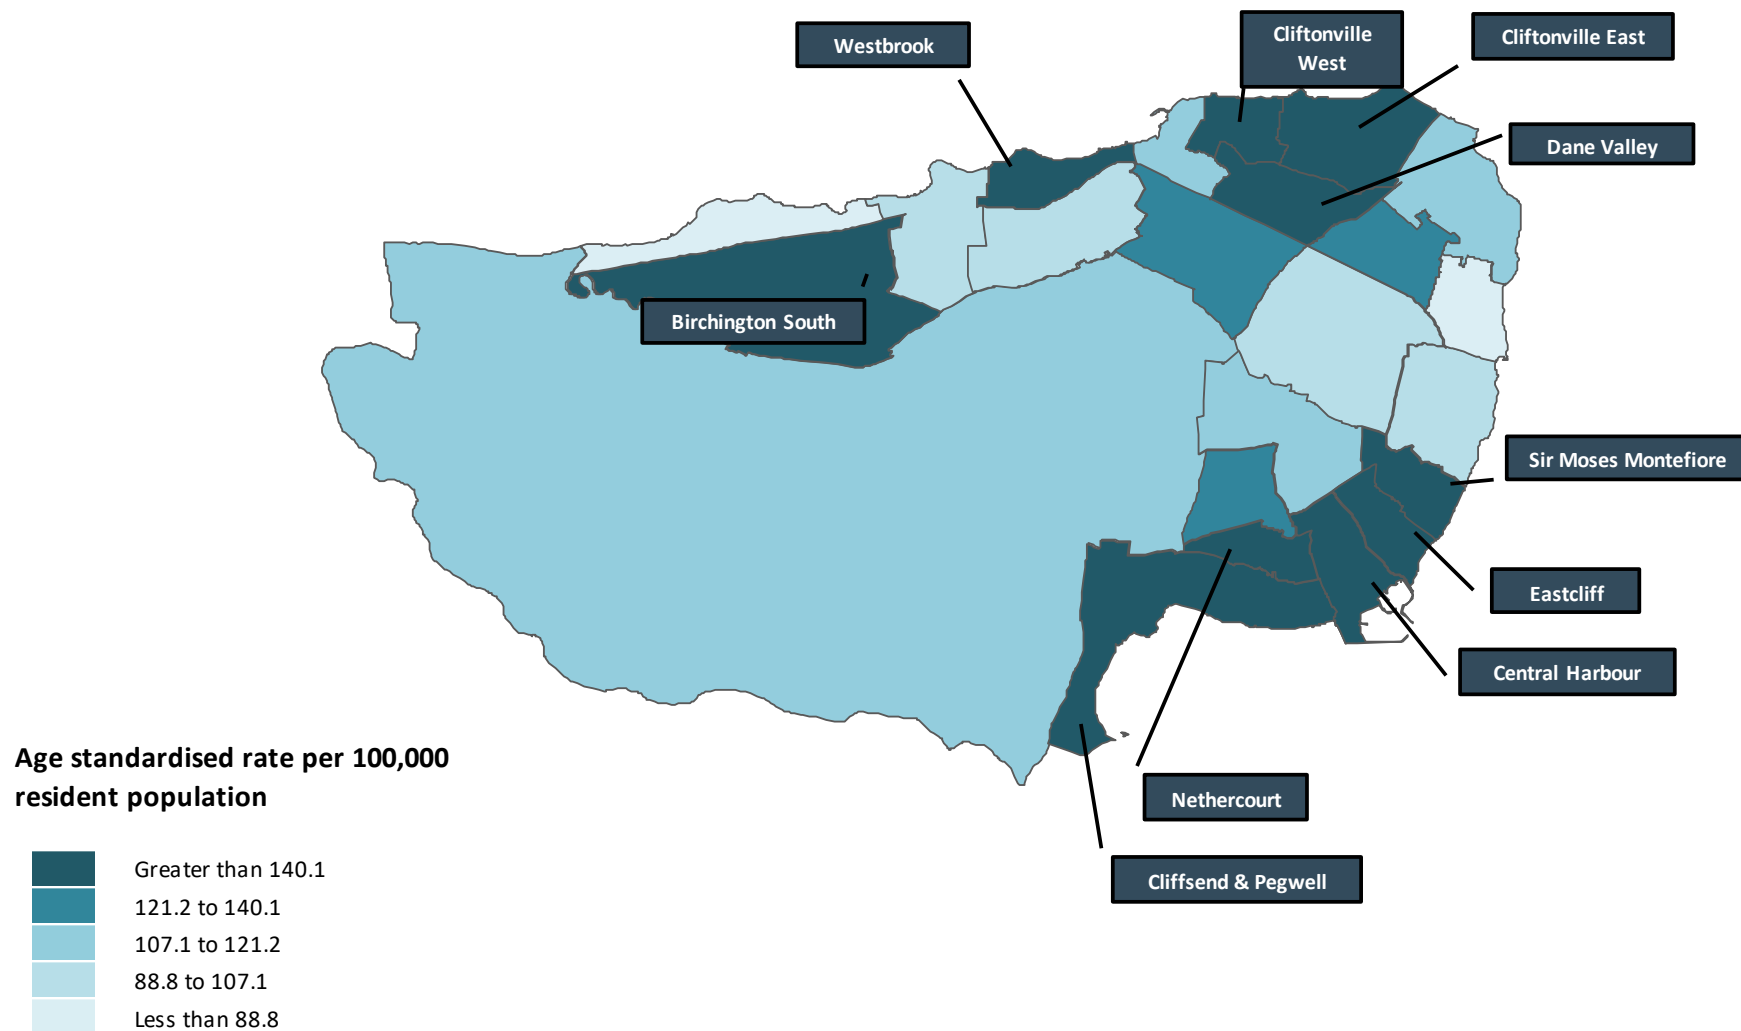 Westbrook
Cliftonville
West
Cliftonville East
Dane Valley
Birchington South
Sir Moses Montefiore
Eastcliff
Central Harbour
Nethercourt
Cliffsend & Pegwell
Age standardised rate per 100,000
resident population
Greater than 140.1
121.2 to 140.1
107.1 to 121.2
88.8 to 107.1
Less than 88.8